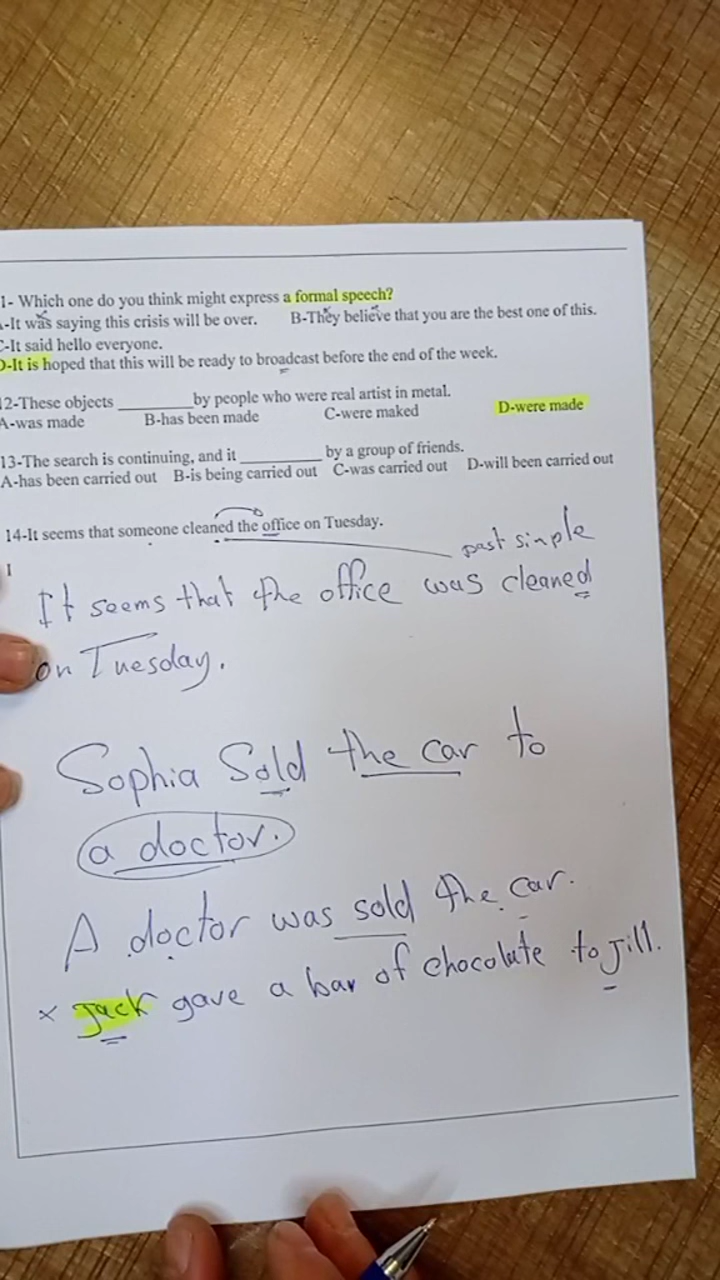 1- Which one do you think might express a formal speech?
-It was saying this crisis will be over. B-They believe that you are the best one of this.
C-It said hello everyone.
D-It is hoped that this will be ready to broadcast before the end of the week.
12-These objects ________ by people who were real artist in metal.
A-was made B-has been made C-were maked D-were made
13-The search is continuing, and it ________ by a group of friends.
A-has been carried out B-is being carried out C-was carried out D-will been carried out
14-It seems that someone cleaned the office on Tuesday.
past simple
It seems that the office was cleaned
on Tuesday.
Sophia Sold the car to
a doctor.
A doctor was sold the car.
x Jack gave a bar of chocolate to Jill.